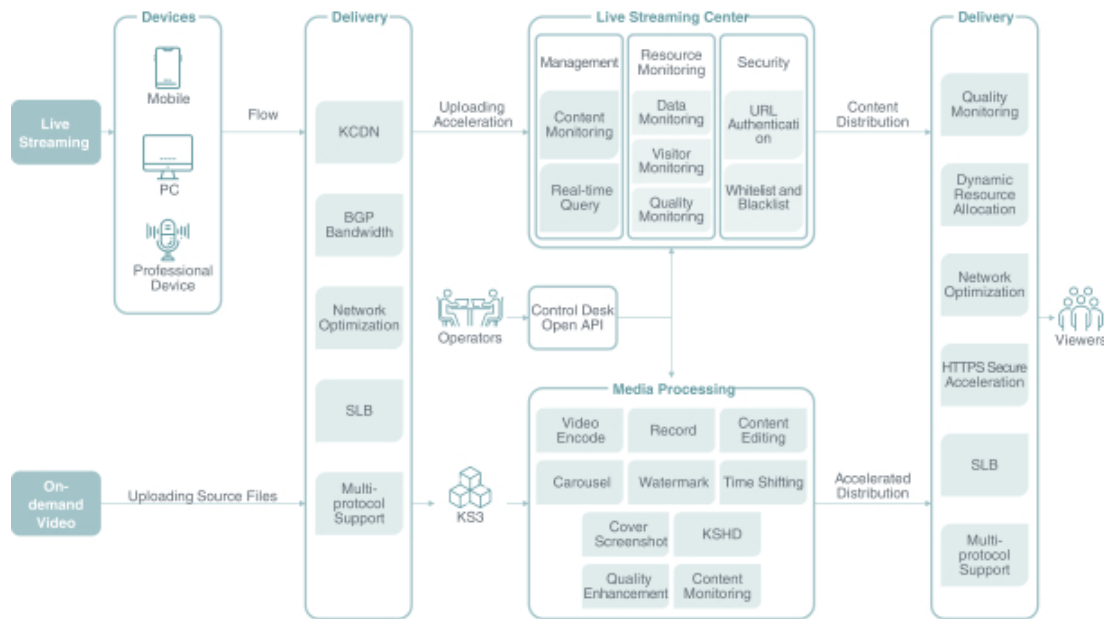 Devices
Delivery
Live Streaming Center
Delivery
Live
Streaming
Mobile
PC
Professional
Device
Flow
KCDN
BGP
Bandwidth
Network
Optimization
SLB
Multi-
protocol
Support
Uploading
Acceleration
Management
Content
Monitoring
Real-time
Query
Resource
Monitoring
Data
Monitoring
Visitor
Monitoring
Quality
Monitoring
Security
URL
Authenticati
on
Whitelist and
Blacklist
Content
Distribution
Quality
Monitoring
Dynamic
Resource
Allocation
Network
Optimization
HTTPS Secure
Acceleration
SLB
Multi-
protocol
Support
Viewers
Operators
Control Desk
Open API
On-
demand
Video
Uploading Source Files
KS3
Media Processing
Video
Encode
Record
Content
Editing
Carousel
Watermark
Time Shifting
Cover
Screenshot
KSHD
Quality
Enhancement
Content
Monitoring
Accelerated
Distribution